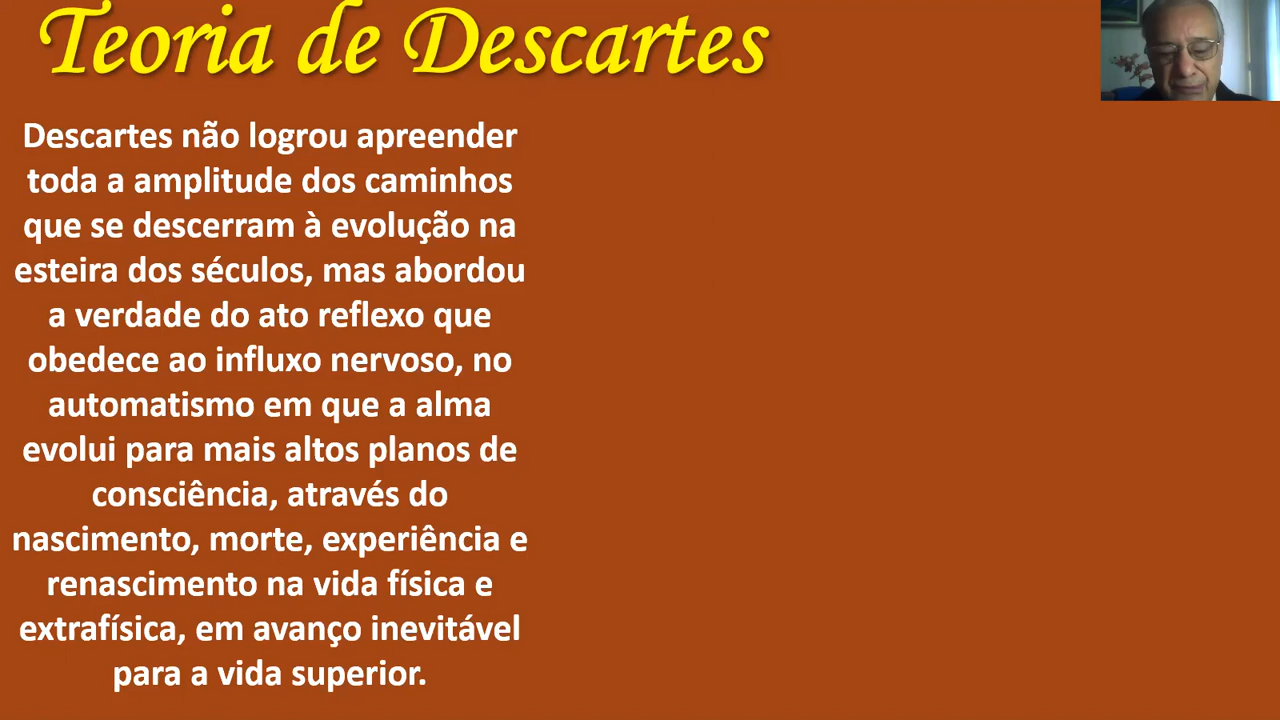 Teoria de Descartes
Descartes não logrou apreender
toda a amplitude dos caminhos
que se descerram à evolução na
esteira dos séculos, mas abordou
a verdade do ato reflexo que
obedece ao influxo nervoso, no
automatismo em que a alma
evolui para mais altos planos de
consciência, através do
nascimento, morte, experiência e
renascimento na vida física e
extrafísica, em avanço inevitável
para a vida superior.